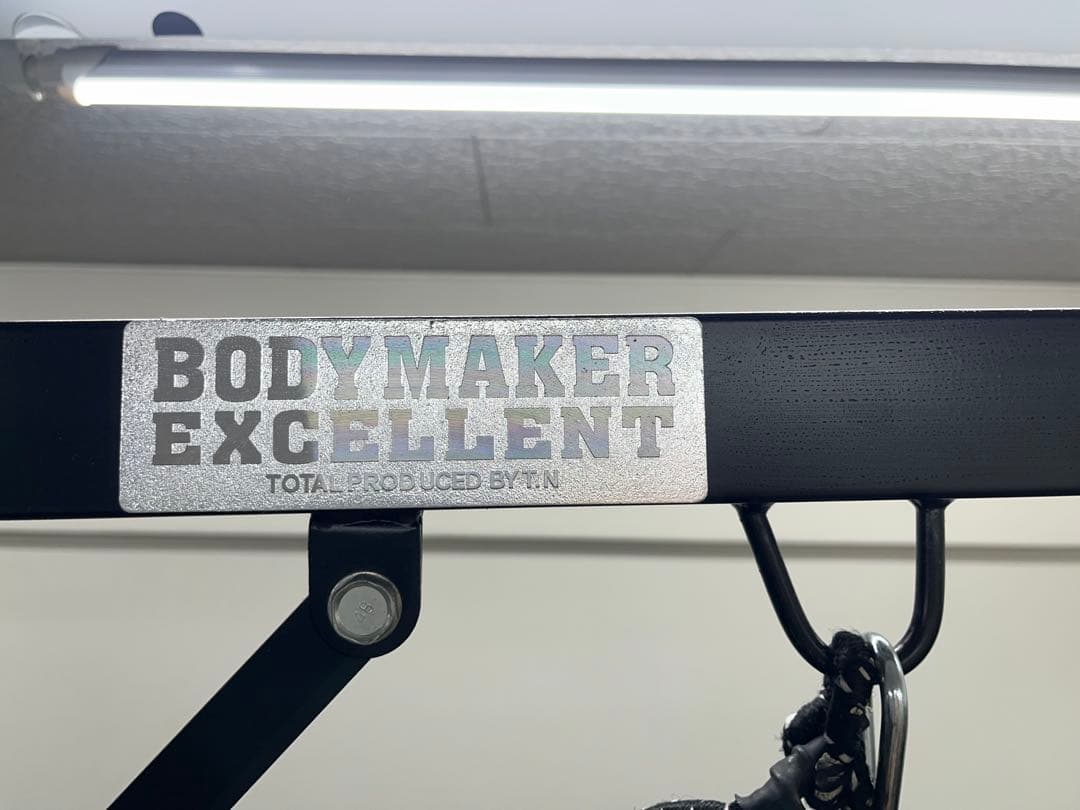 BODYMAKER
EXCELLENT
TOTAL PRODUCED BY T.N